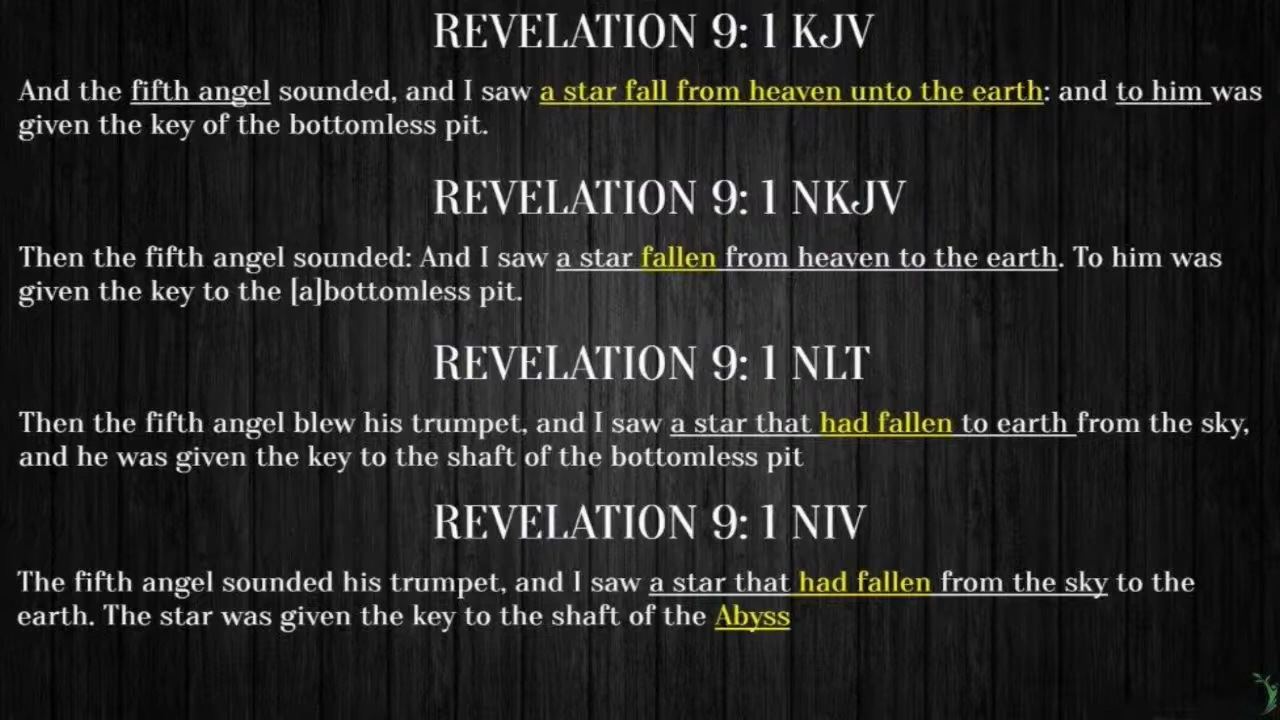 REVELATION 9: 1 KJV
And the fifth angel sounded, and I saw a star fall from heaven unto the earth: and to him was
given the key of the bottomless pit.
REVELATION 9: 1 NKJV
Then the fifth angel sounded: And I saw a star fallen from heaven to the earth. To him was
given the key to the [a]bottomless pit.
REVELATION 9: 1 NLT
Then the fifth angel blew his trumpet, and I saw a star that had fallen to earth from the sky,
and he was given the key to the shaft of the bottomless pit
REVELATION 9: 1 NIV
The fifth angel sounded his trumpet, and I saw a star that had fallen from the sky to the
earth. The star was given the key to the shaft of the Abyss